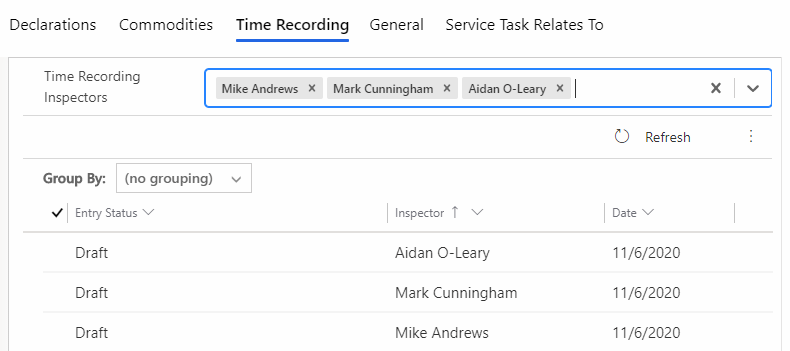 Declarations Commodities Time Recording General Service Task Relates To
Time Recording
Inspectors
Mike Andrews × Mark Cunningham × Aidan O-Leary ×
Refresh
Group By: (no grouping)
Entry Status Inspector ↑ Date
Draft Aidan O-Leary 11/6/2020
Draft Mark Cunningham 11/6/2020
Draft Mike Andrews 11/6/2020